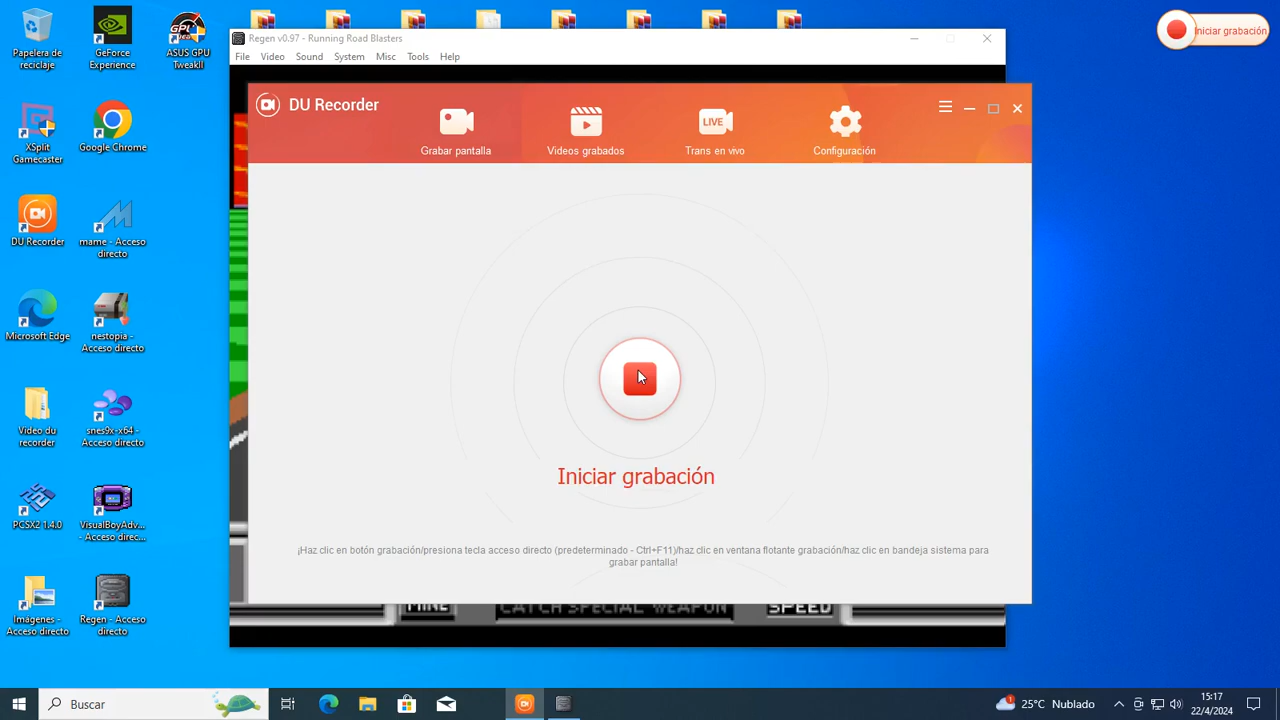 Papelera de
reciclaje
GeForce
Experience
ASUS GPU
TweakII
XSplit
Gamecaster
Google Chrome
DU Recorder
mame - Acceso
directo
Microsoft Edge
nestopia -
Acceso directo
Video du
recorder
snes9x-x64 -
Acceso directo
PCSX2 1.4.0
VisualBoyAdv...
- Acceso direc...
Imágenes -
Acceso directo
Regen - Acceso
directo
Regen v0.97 - Running Road Blasters
File Video Sound System Misc Tools Help
DU Recorder
LIVE
Grabar pantalla Videos grabados Trans en vivo Configuración
Iniciar grabación
Iniciar grabación
¡Haz clic en botón grabación/presiona tecla acceso directo (predeterminado - Ctrl+F11)/haz clic en ventana flotante grabación/haz clic en bandeja sistema para
grabar pantalla!
MINE CATCH SPECIAL WEAPON SPEED
Buscar
25°C Nublado
15:17
22/4/2024